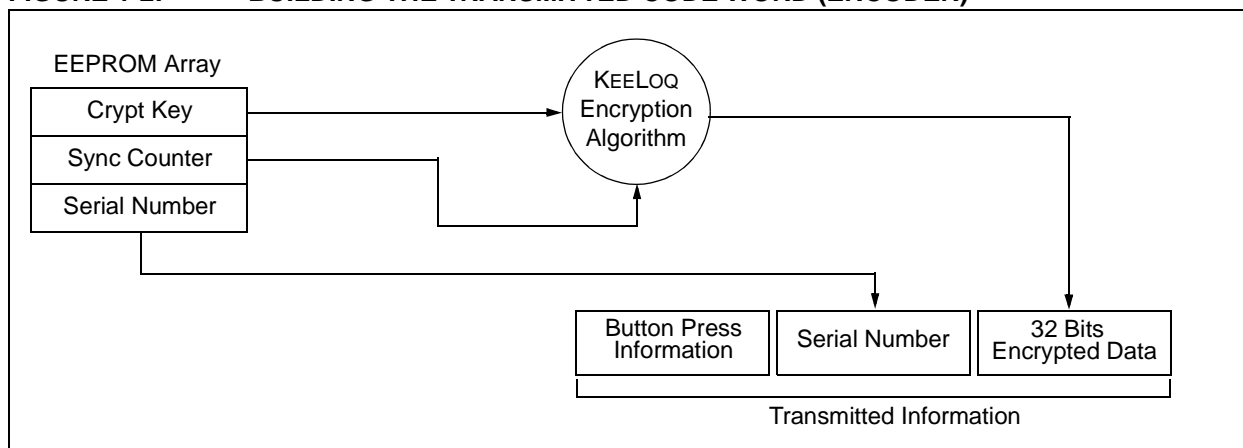 EEPROM Array
Crypt Key
Sync Counter
Serial Number
KEELOQ
Encryption
Algorithm
Button Press
Information
Serial Number
32 Bits
Encrypted Data
Transmitted Information